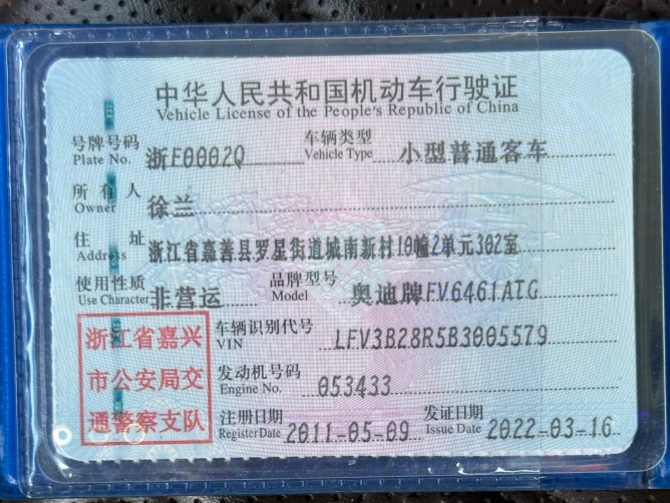 中华人民共和国机动车行驶证
Vehicle License of the People's Republic of China
号牌号码 浙F0002Q 车辆类型 小型普通客车
Plate No. Vehicle Type
所有人 徐兰
Owner
住址 浙江省嘉善县罗星街道城南新村10幢2单元302室
Address
使用性质 非营运 品牌型号 奥迪牌FV6461ATG
Use Character Model
浙江省嘉兴
市公安局交
通警察支队
车辆识别代号 LFV3B28R5B3005579
VIN
发动机号码 053433
Engine No.
注册日期 2011-05-09 发证日期 2022-03-16
Register Date Issue Date